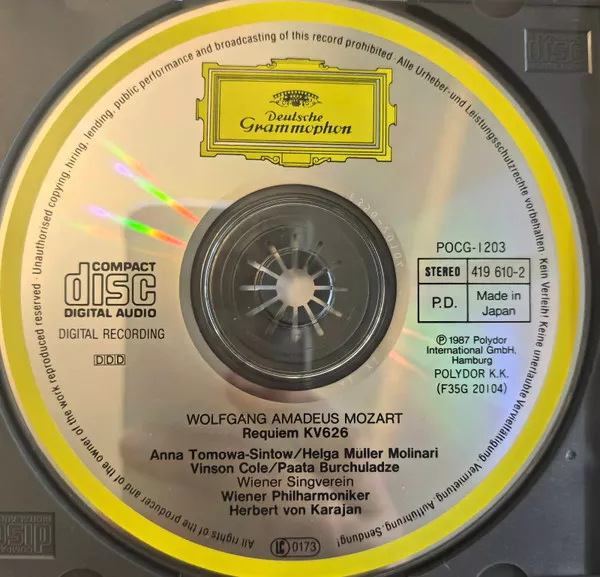 Deutsche
Grammophon
POCG-1203
STEREO 419 610-2
P.D. Made in
Japan
℗ 1987 Polydor
International GmbH,
Hamburg
POLYDOR K.K.
(F35G 20104)
COMPACT
disc
DIGITAL AUDIO
DIGITAL RECORDING
DDD
WOLFGANG AMADEUS MOZART
Requiem KV626
Anna Tomowa-Sintow/Helga Müller Molinari
Vinson Cole/Paata Burchuladze
Wiener Singverein
Wiener Philharmoniker
Herbert von Karajan
LC 0173
All rights of the producer and of the owner of the work reproduced reserved · Unauthorised copying, hiring, lending, public performance and broadcasting of this record prohibited · Alle Urheber- und Leistungsschutzrechte vorbehalten · Kein Verleih! Keine unerlaubte Vervielfältigung, Vermietung, Aufführung, Sendung!
disc